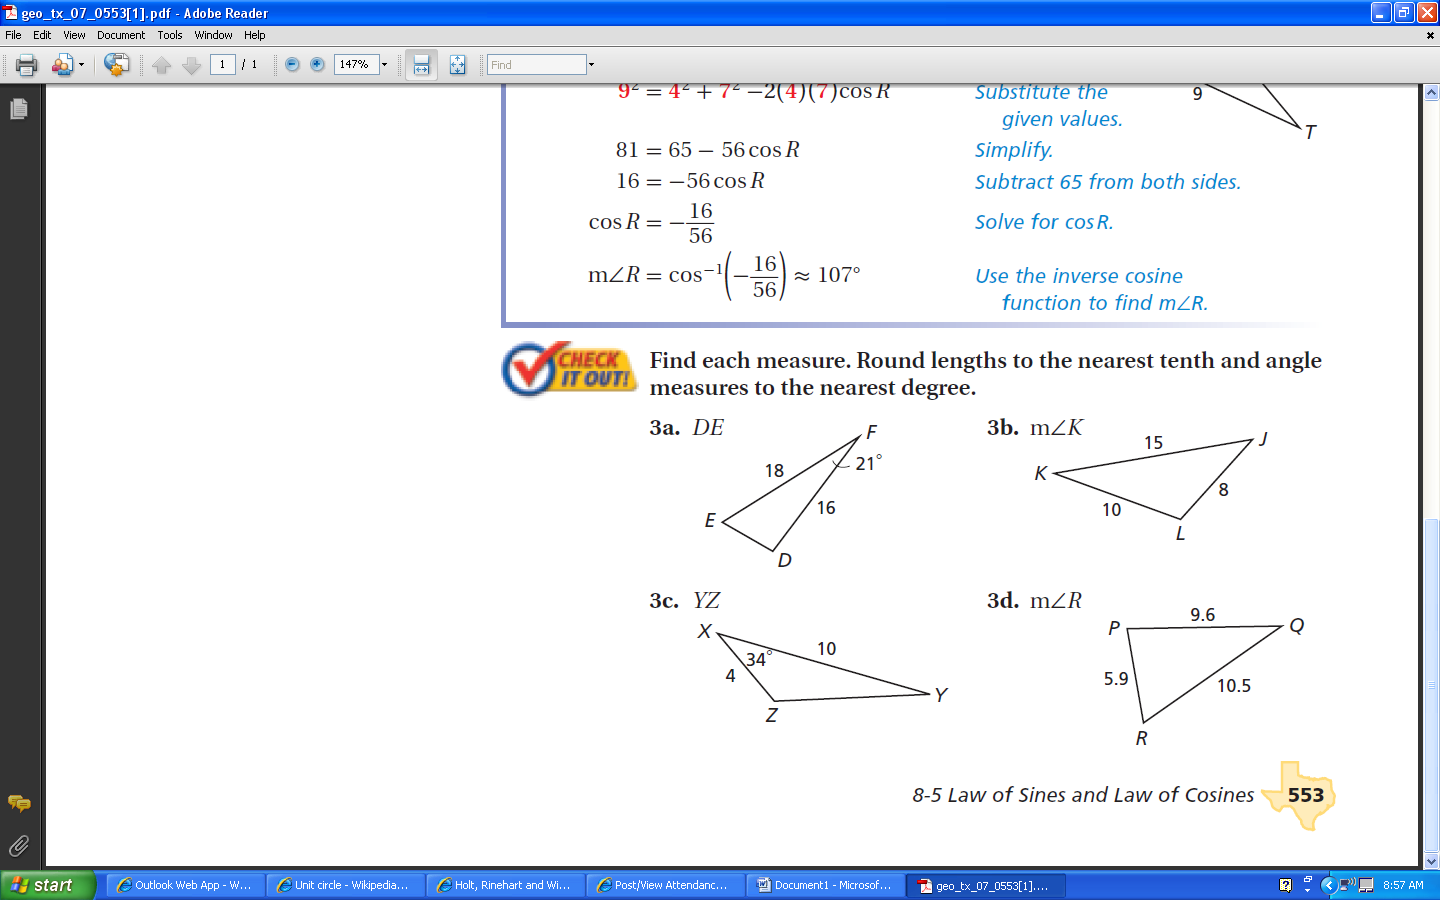 geo_tx_07_0553[1].pdf - Adobe Reader
File Edit View Document Tools Window Help
1 / 1 147% Find
9² = 4² + 7² −2(4)(7)cos R Substitute the given values.
9
T
81 = 65 − 56 cos R Simplify.
16 = −56 cos R Subtract 65 from both sides.
cos R = −16/56 Solve for cos R.
m∠R = cos⁻¹(−16/56) ≈ 107° Use the inverse cosine function to find m∠R.
CHECK IT OUT!
Find each measure. Round lengths to the nearest tenth and angle
measures to the nearest degree.
3a. DE
F
21°
18
16
E
D
3b. m∠K
15
J
K
8
10
L
3c. YZ
X
34°
10
4
Y
Z
3d. m∠R
9.6
P
Q
5.9
10.5
R
8-5 Law of Sines and Law of Cosines 553
start Outlook Web App - W... Unit circle - Wikipedia... Holt, Rinehart and Wi... Post/View Attendanc... Document1 - Microsof... geo_tx_07_0553[1].... 8:57 AM